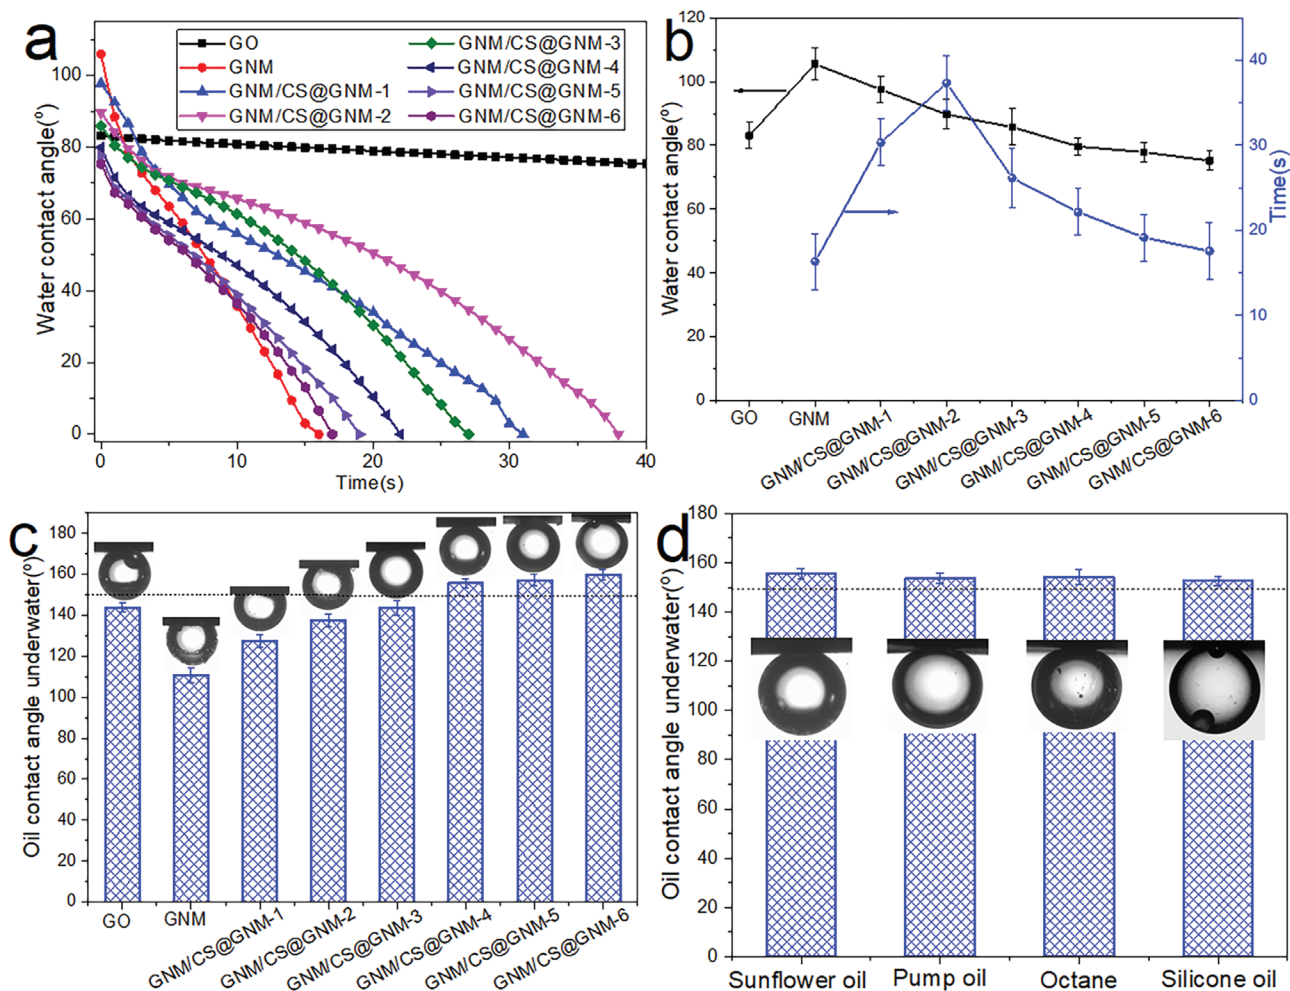 a
GO
GNM
GNM/CS@GNM-1
GNM/CS@GNM-2
GNM/CS@GNM-3
GNM/CS@GNM-4
GNM/CS@GNM-5
GNM/CS@GNM-6
Water contact angle(°)
100
80
60
40
20
0
0 10 20 30 40
Time(s)
b
Water contact angle(°)
120
100
80
60
40
20
0
40
30
20
10
0
Time(s)
GO
GNM
GNM/CS@GNM-1
GNM/CS@GNM-2
GNM/CS@GNM-3
GNM/CS@GNM-4
GNM/CS@GNM-5
GNM/CS@GNM-6
c
Oil contact angle underwater(°)
180
160
140
120
100
80
60
40
20
0
GO
GNM
GNM/CS@GNM-1
GNM/CS@GNM-2
GNM/CS@GNM-3
GNM/CS@GNM-4
GNM/CS@GNM-5
GNM/CS@GNM-6
d
Oil contact angle underwater(°)
180
160
140
120
100
80
60
40
20
0
Sunflower oil Pump oil Octane Silicone oil